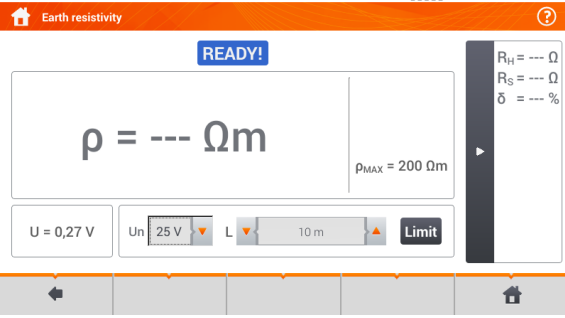 Earth resistivity
?
READY!
ρ = --- Ωm
ρMAX = 200 Ωm
RH = --- Ω
RS = --- Ω
δ = --- %
U = 0,27 V
Un 25 V
L 10 m
Limit